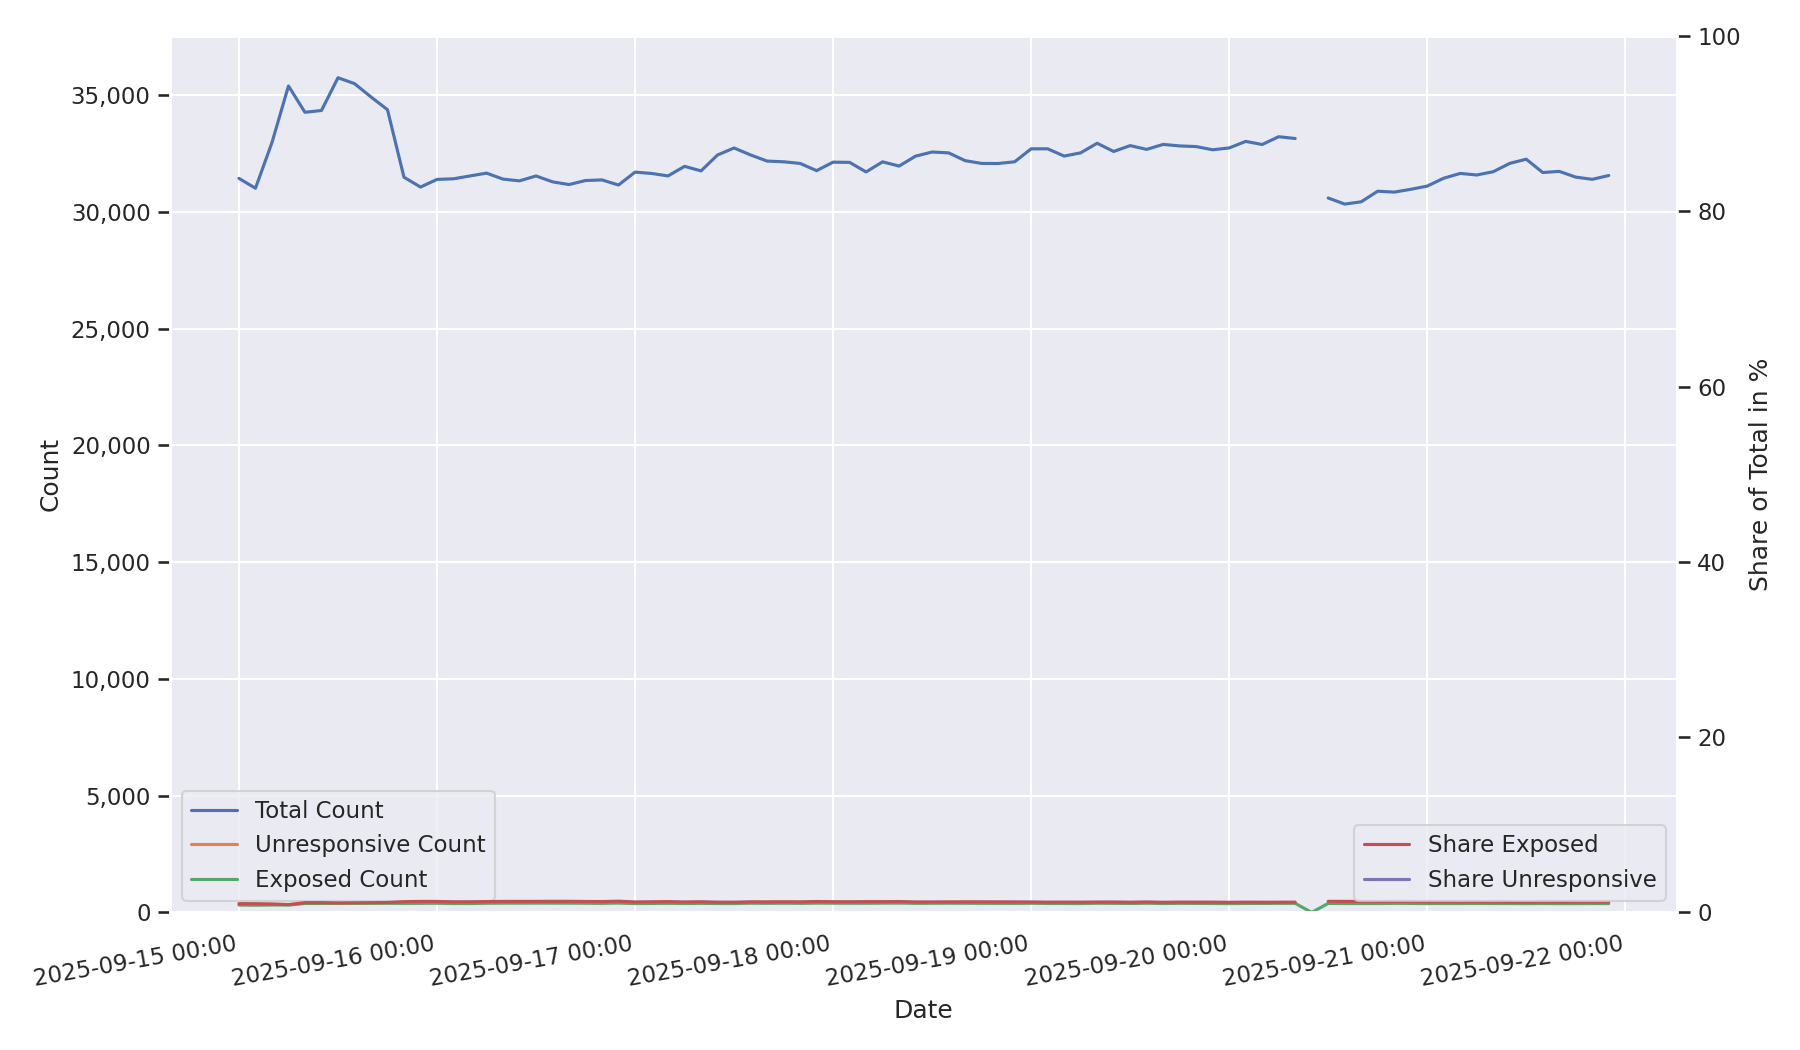 100
35,000
30,000
80
25,000
60
20,000
Count
Share of Total in %
15,000
40
10,000
20
5,000
Total Count
Unresponsive Count
Exposed Count
Share Exposed
Share Unresponsive
0
0
2025-09-15 00:00
2025-09-16 00:00
2025-09-17 00:00
2025-09-18 00:00
2025-09-19 00:00
2025-09-20 00:00
2025-09-21 00:00
2025-09-22 00:00
Date